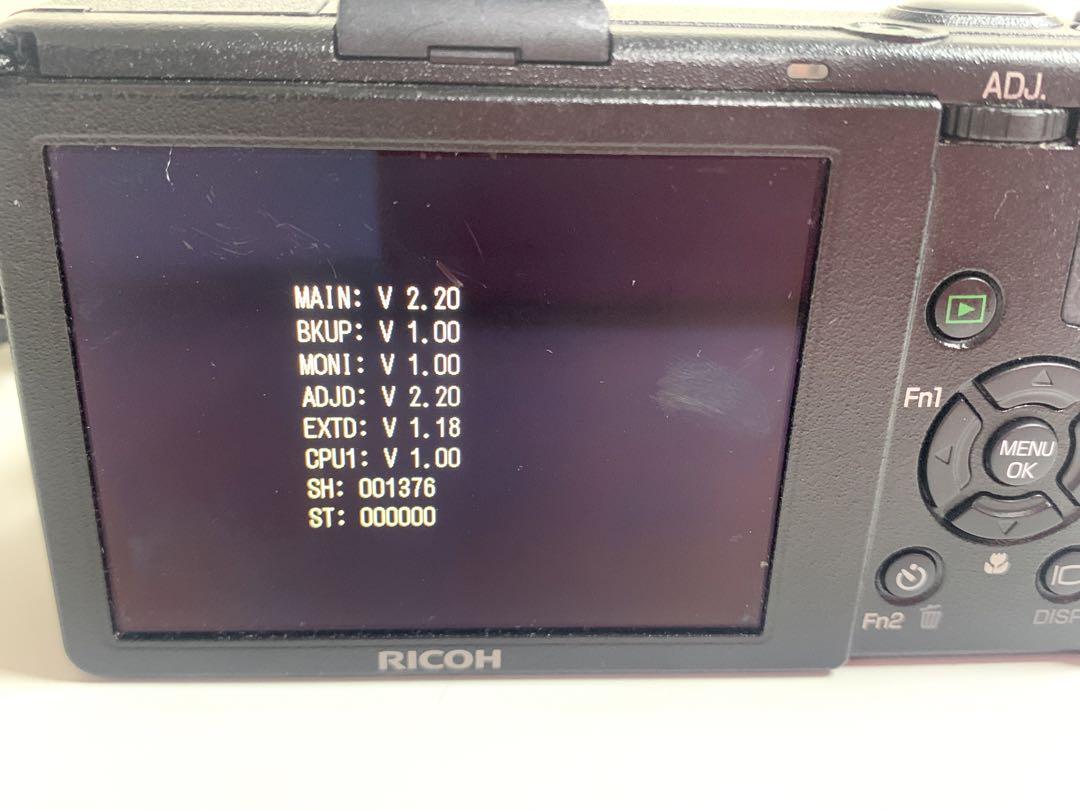 ADJ.
MAIN: V 2.20
BKUP: V 1.00
MONI: V 1.00
ADJD: V 2.20
EXTD: V 1.18
CPU1: V 1.00
SH: 001376
ST: 000000
Fn1
MENU
OK
Fn2
DISP
RICOH